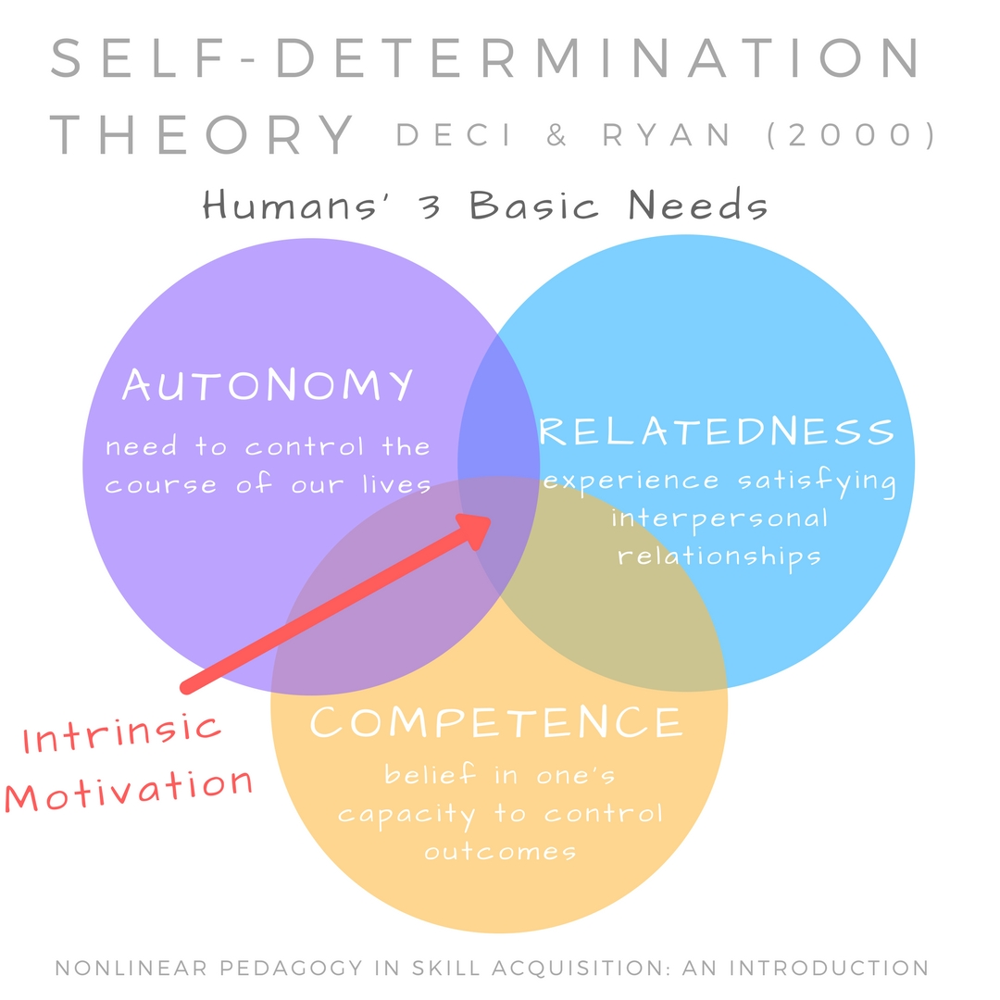 SELF-DETERMINATION
THEORY DECI & RYAN (2000)
Humans' 3 Basic Needs
AUTONOMY
need to control the
course of our lives
RELATEDNESS
experience satisfying
interpersonal
relationships
COMPETENCE
belief in one's
capacity to control
outcomes
Intrinsic
Motivation
NONLINEAR PEDAGOGY IN SKILL ACQUISITION: AN INTRODUCTION